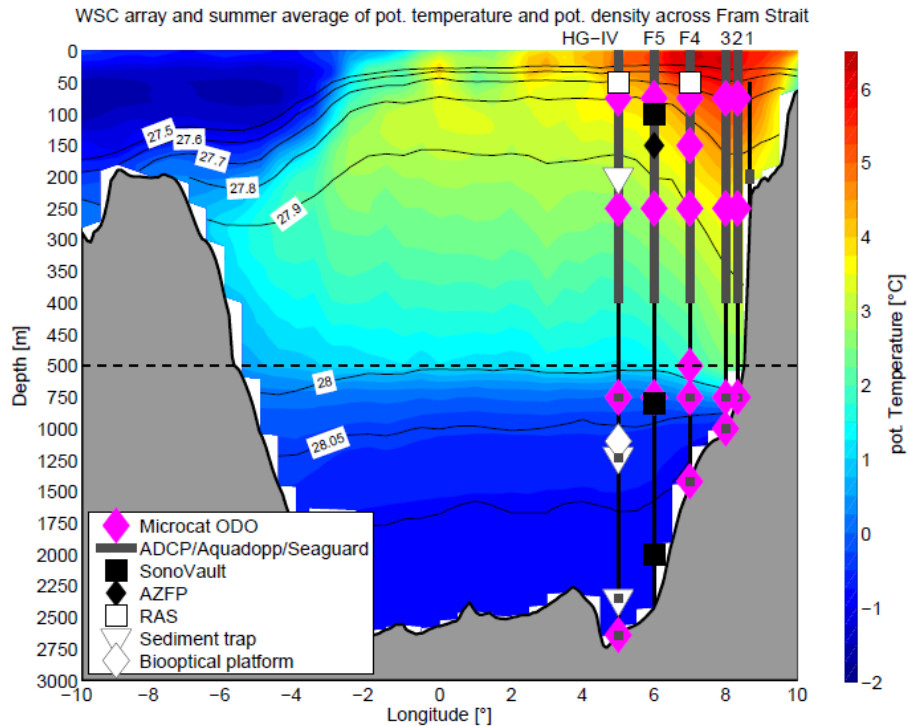 WSC array and summer average of pot. temperature and pot. density across Fram Strait
HG-IV F5 F4 321
0
50
100
150
200
250
300
350
400
450
500
750
1000
1250
1500
1750
2000
2250
2500
2750
3000
Depth [m]
27.5
27.6
27.7
27.8
27.9
28
28.05
Microcat ODO
ADCP/Aquadopp/Seaguard
SonoVault
AZFP
RAS
Sediment trap
Biooptical platform
−10 −8 −6 −4 −2 0 2 4 6 8 10
Longitude [°]
6
5
4
3
2
1
0
−1
−2
pot. Temperature [°C]